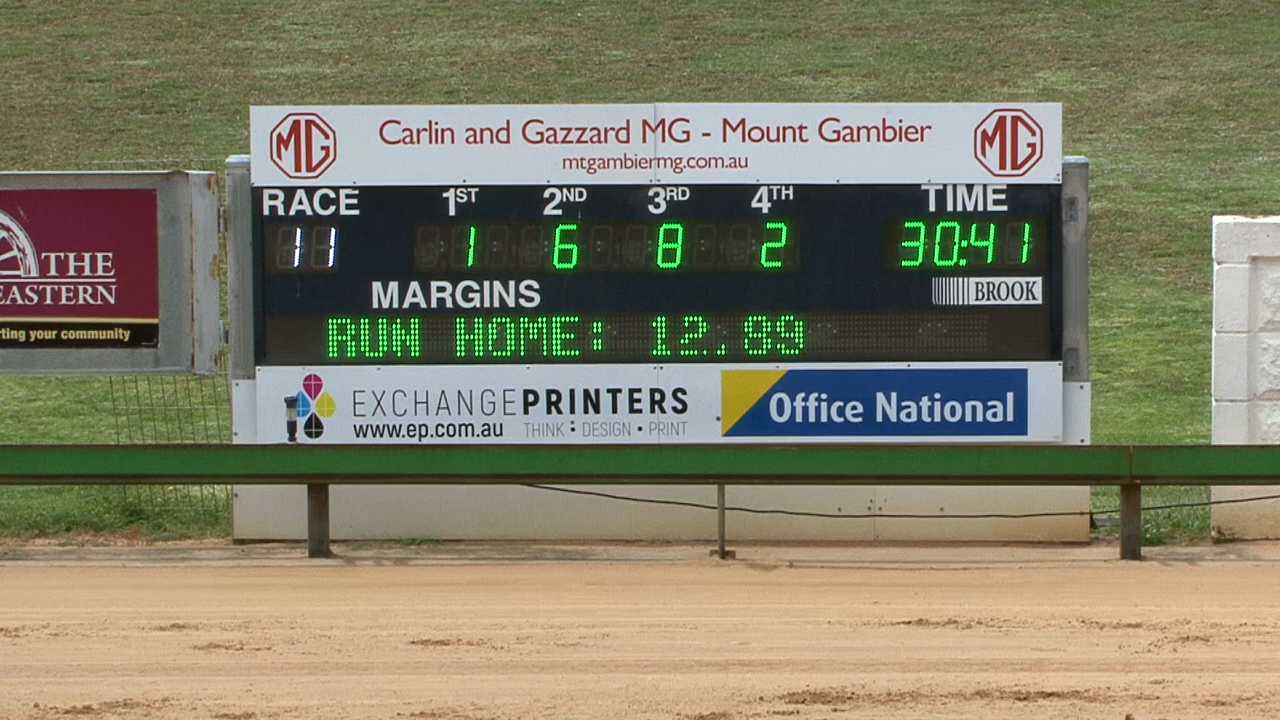 MG
Carlin and Gazzard MG - Mount Gambier
MG
mtgambiermg.com.au
RACE 1ST 2ND 3RD 4TH TIME
11 1 6 8 2 30:41
MARGINS
BROOK
RUN HOME: 12.89
THE
EASTERN
rting your community
EXCHANGEPRINTERS
www.ep.com.au THINK : DESIGN • PRINT
Office National